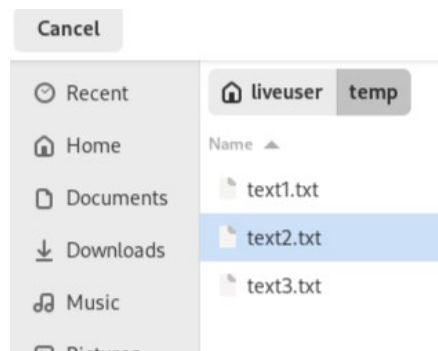 Cancel
Recent
Home
Documents
Downloads
Music
liveuser temp
Name
text1.txt
text2.txt
text3.txt